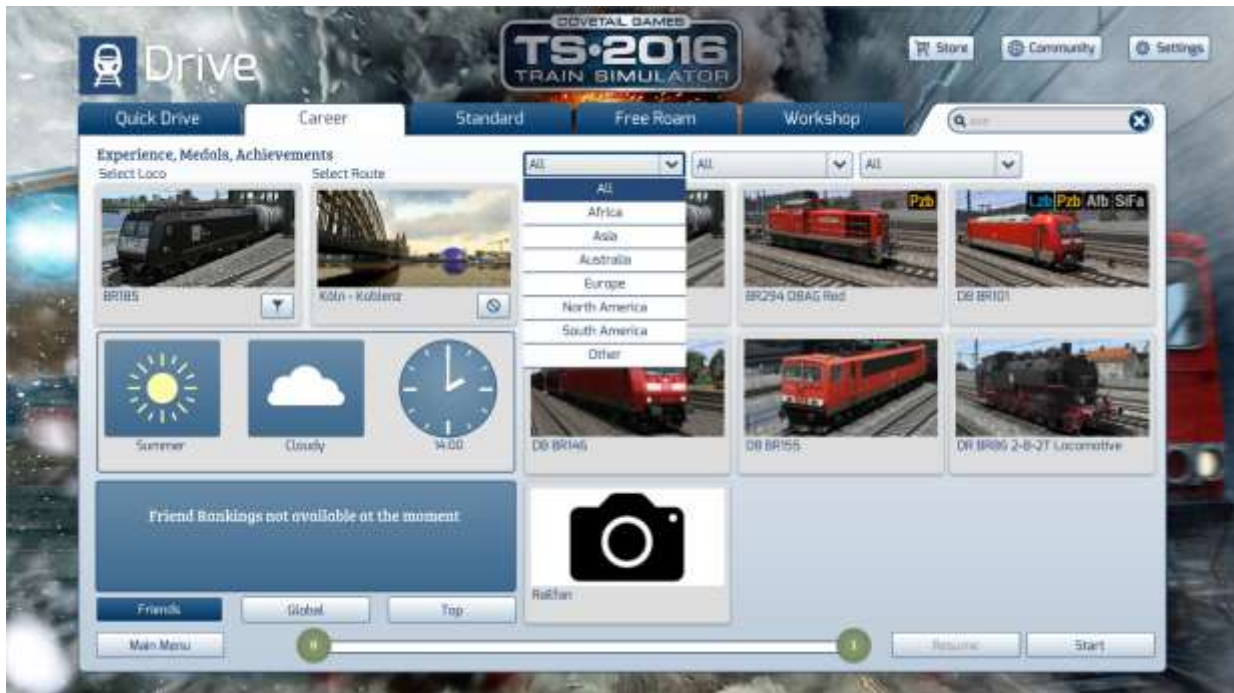 Drive
DOVETAIL GAMES
TS•2016
TRAIN SIMULATOR
Store
Community
Settings
Quick Drive
Career
Standard
Free Roam
Workshop
Experience, Medals, Achievements
Select Loco
Select Route
All
All
All
All
Africa
Asia
Australia
Europe
North America
South America
Other
BR185
Köln - Koblenz
Pzb
BR294 DBAG Red
Lzb Pzb Afb SiFa
DB BR101
Summer
Cloudy
14:00
DB BR146
DB BR155
DR BR86 2-8-2T Locomotive
Friend Rankings not available at the moment
Railfan
Friends
Global
Top
Main Menu
Resume
Start